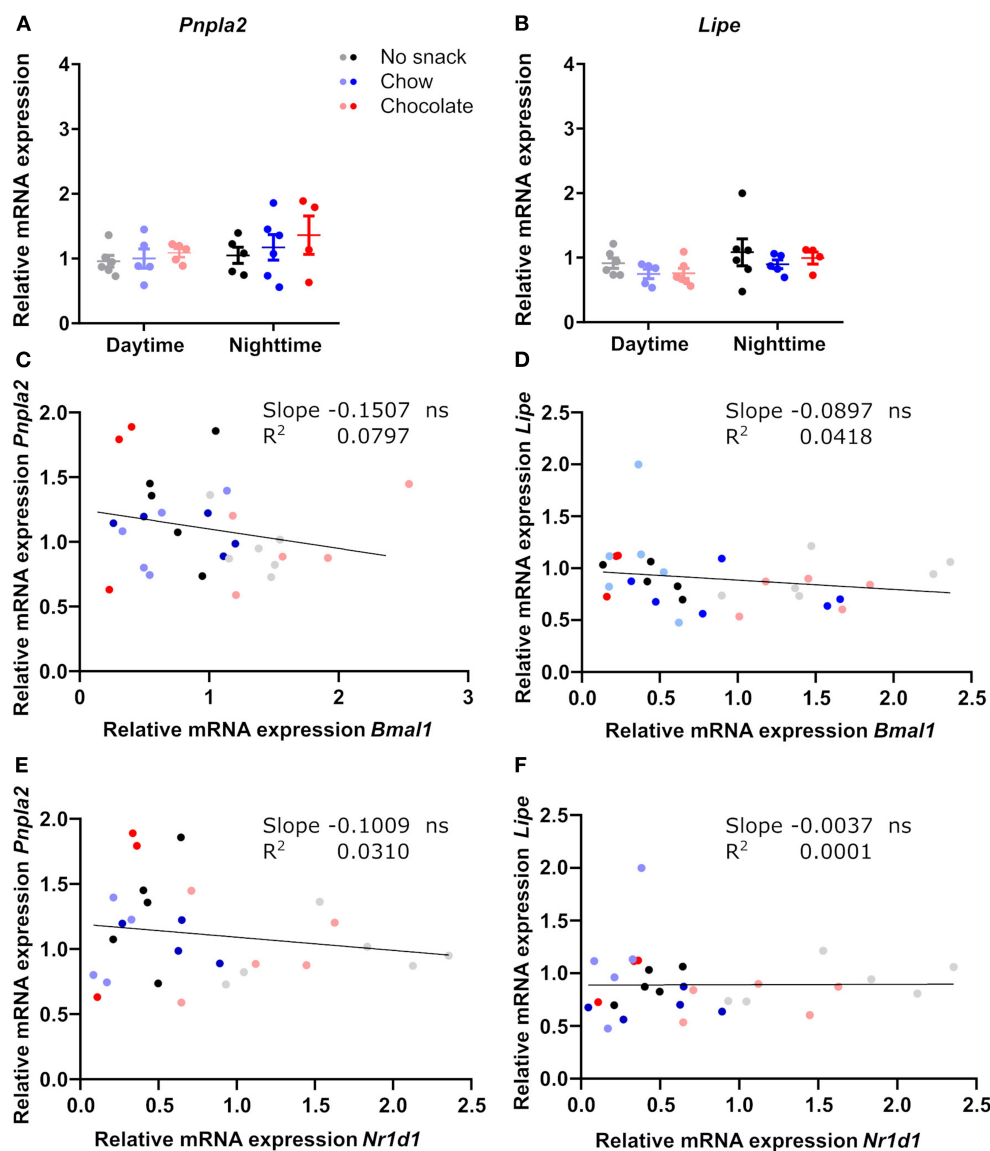 A
Pnpla2
Relative mRNA expression
4
3
2
1
0
Daytime
Nighttime
No snack
Chow
Chocolate
B
Lipe
Relative mRNA expression
4
3
2
1
0
Daytime
Nighttime
C
Relative mRNA expression Pnpla2
2.0
1.5
1.0
0.5
0.0
Slope -0.1507 ns
R² 0.0797
0 1 2 3
Relative mRNA expression Bmal1
D
Relative mRNA expression Lipe
2.5
2.0
1.5
1.0
0.5
0.0
Slope -0.0897 ns
R² 0.0418
0.0 0.5 1.0 1.5 2.0 2.5
Relative mRNA expression Bmal1
E
Relative mRNA expression Pnpla2
2.0
1.5
1.0
0.5
0.0
Slope -0.1009 ns
R² 0.0310
0.0 0.5 1.0 1.5 2.0 2.5
Relative mRNA expression Nr1d1
F
Relative mRNA expression Lipe
2.5
2.0
1.5
1.0
0.5
0.0
Slope -0.0037 ns
R² 0.0001
0.0 0.5 1.0 1.5 2.0 2.5
Relative mRNA expression Nr1d1